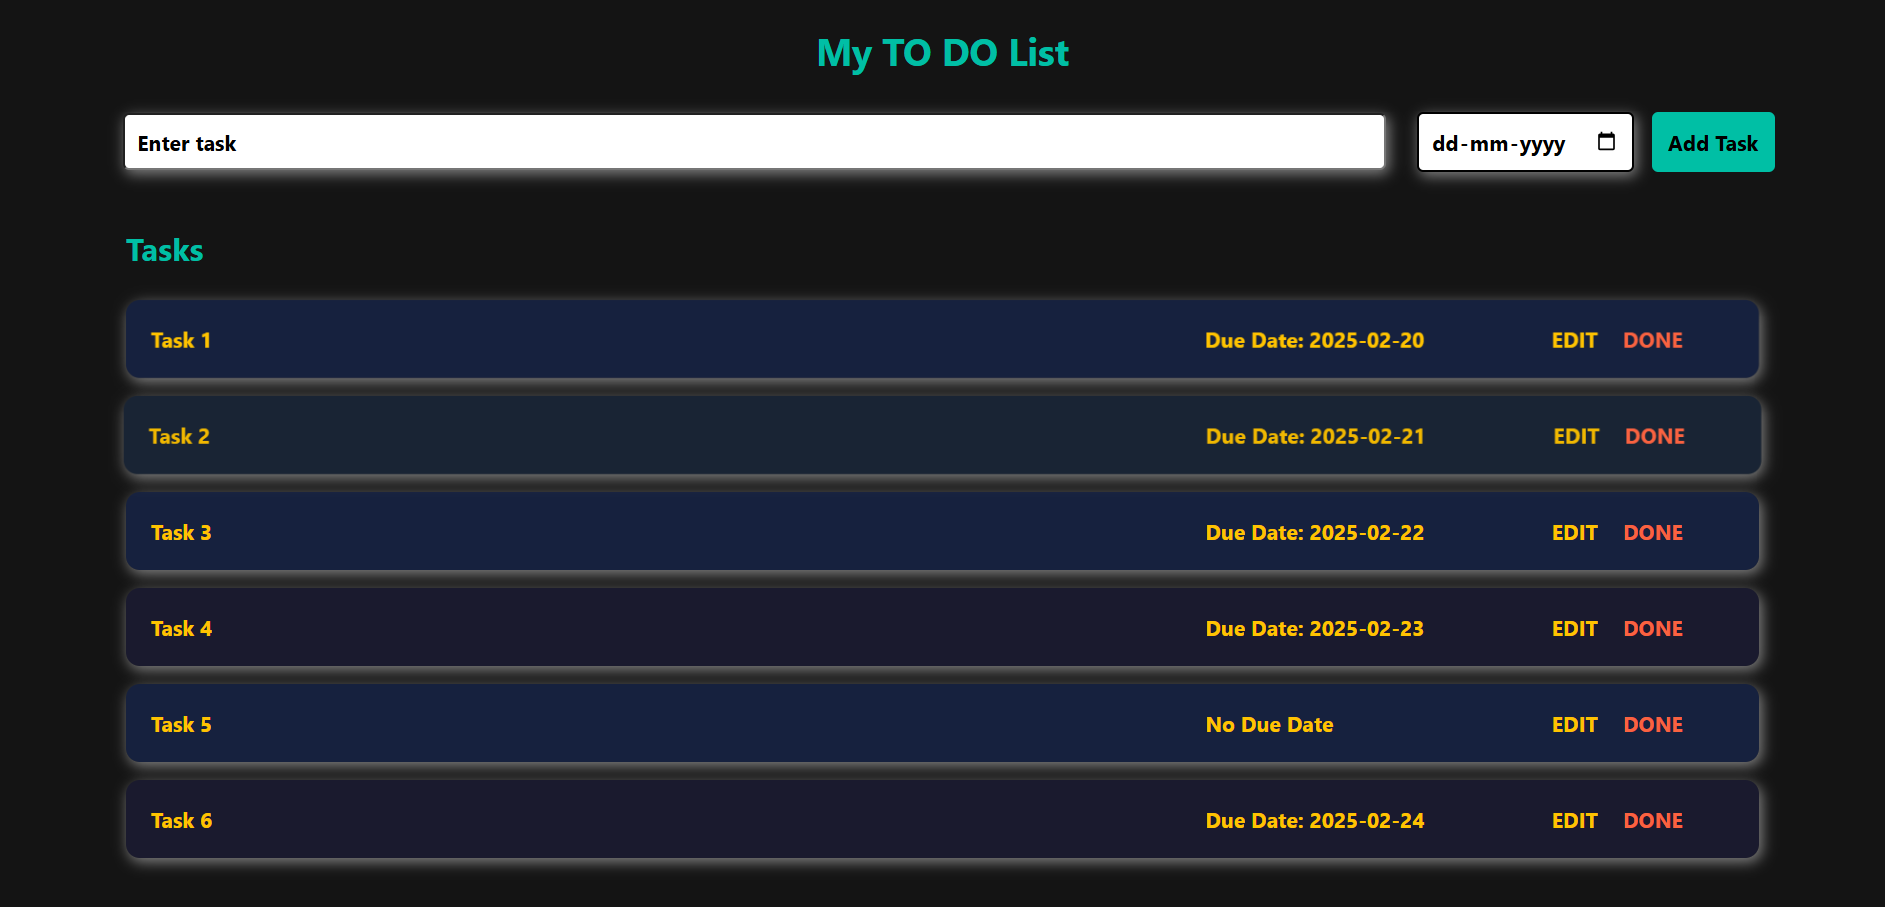 My TO DO List
Enter task dd-mm-yyyy Add Task
Tasks
Task 1 Due Date: 2025-02-20 EDIT DONE
Task 2 Due Date: 2025-02-21 EDIT DONE
Task 3 Due Date: 2025-02-22 EDIT DONE
Task 4 Due Date: 2025-02-23 EDIT DONE
Task 5 No Due Date EDIT DONE
Task 6 Due Date: 2025-02-24 EDIT DONE